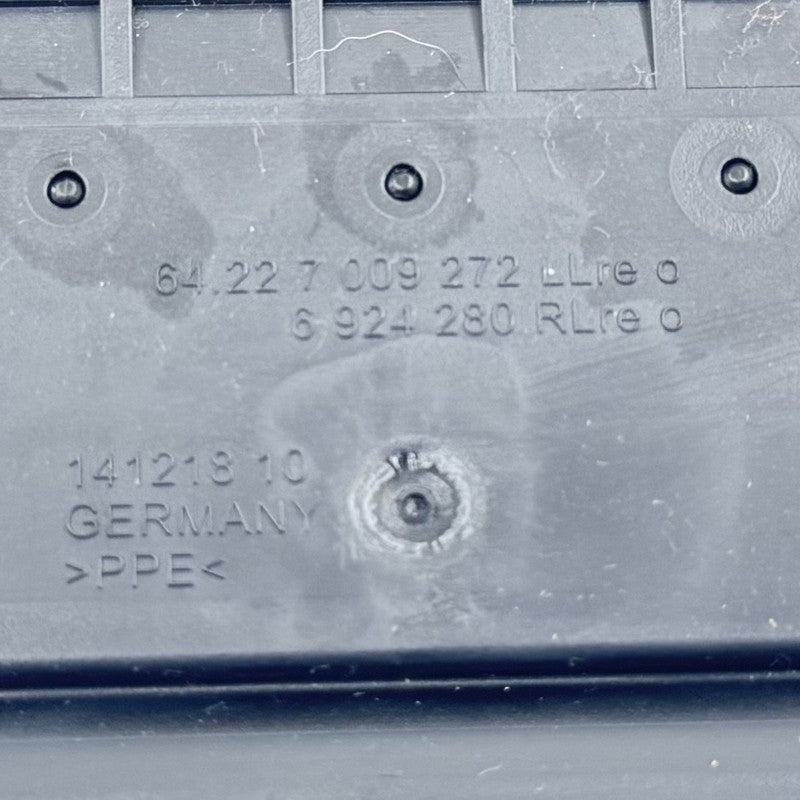 64.22 7 009 272 LLre o
6 924 280 RLre o
141218 10
GERMANY
>PPE<